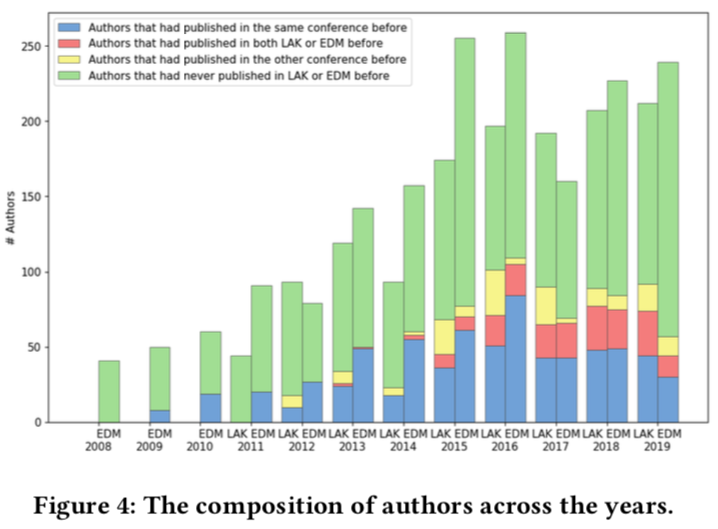 Authors that had published in the same conference before
Authors that had published in both LAK or EDM before
Authors that had published in the other conference before
Authors that had never published in LAK or EDM before
# Authors
250
200
150
100
50
0
EDM EDM EDM LAK EDM LAK EDM LAK EDM LAK EDM LAK EDM LAK EDM LAK EDM LAK EDM LAK EDM
2008 2009 2010 2011 2012 2013 2014 2015 2016 2017 2018 2019
Figure 4: The composition of authors across the years.